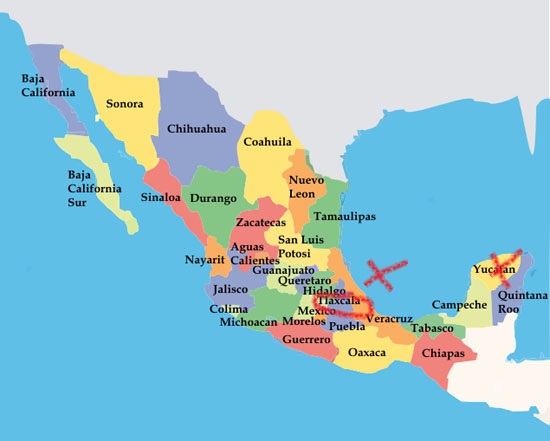 Baja
California
Sonora
Chihuahua
Coahuila
Baja
California
Sur
Sinaloa
Durango
Nuevo
Leon
Tamaulipas
Zacatecas
San Luis
Potosi
Nayarit
Aguas
Calientes
Guanajuato
Queretaro
Hidalgo
Jalisco
Colima
Michoacan
Tlaxcala
Mexico
Morelos
Puebla
Veracruz
Guerrero
Oaxaca
Tabasco
Chiapas
Campeche
Yucatan
Quintana
Roo